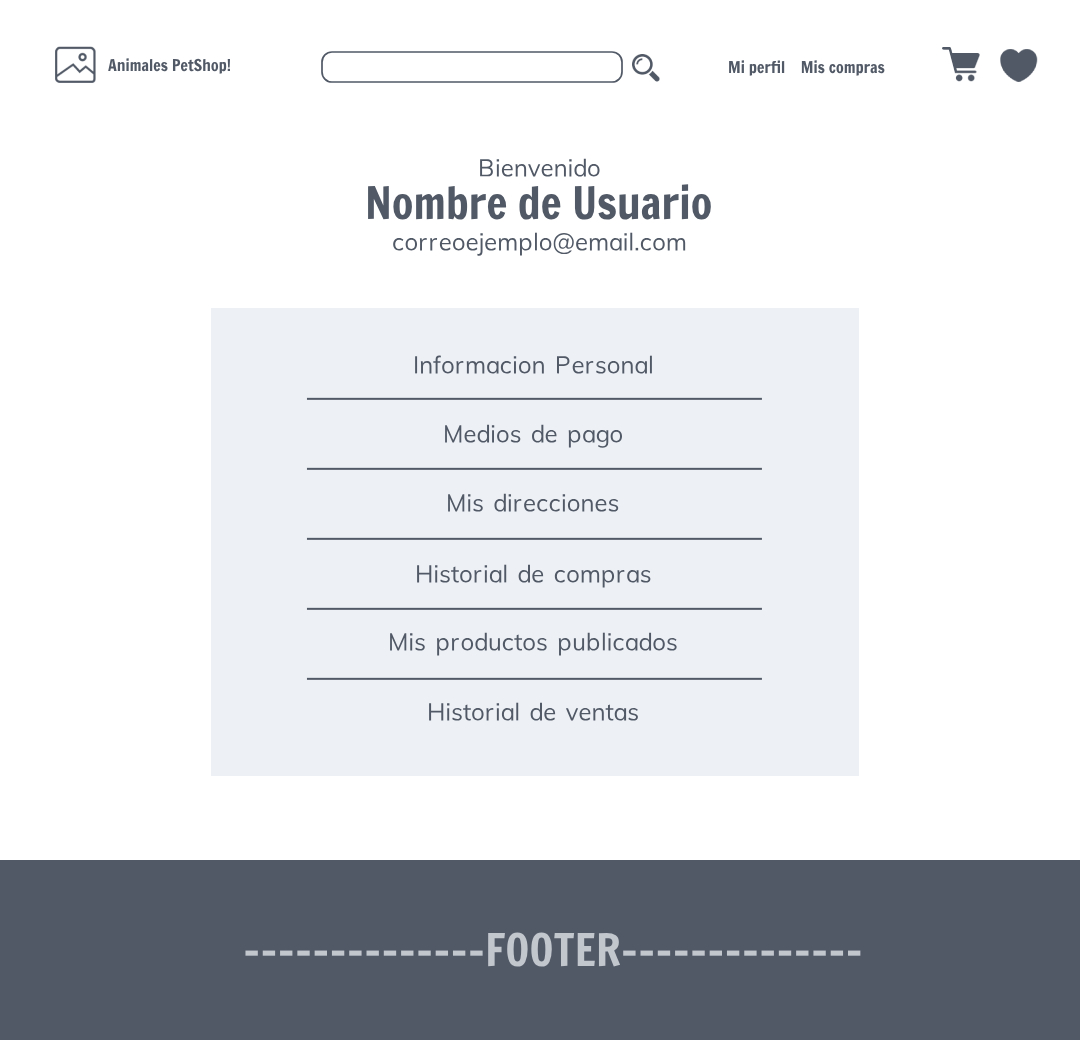 Animales PetShop!
Mi perfil Mis compras
Bienvenido
Nombre de Usuario
correoejemplo@email.com
Informacion Personal
Medios de pago
Mis direcciones
Historial de compras
Mis productos publicados
Historial de ventas
--------------FOOTER--------------